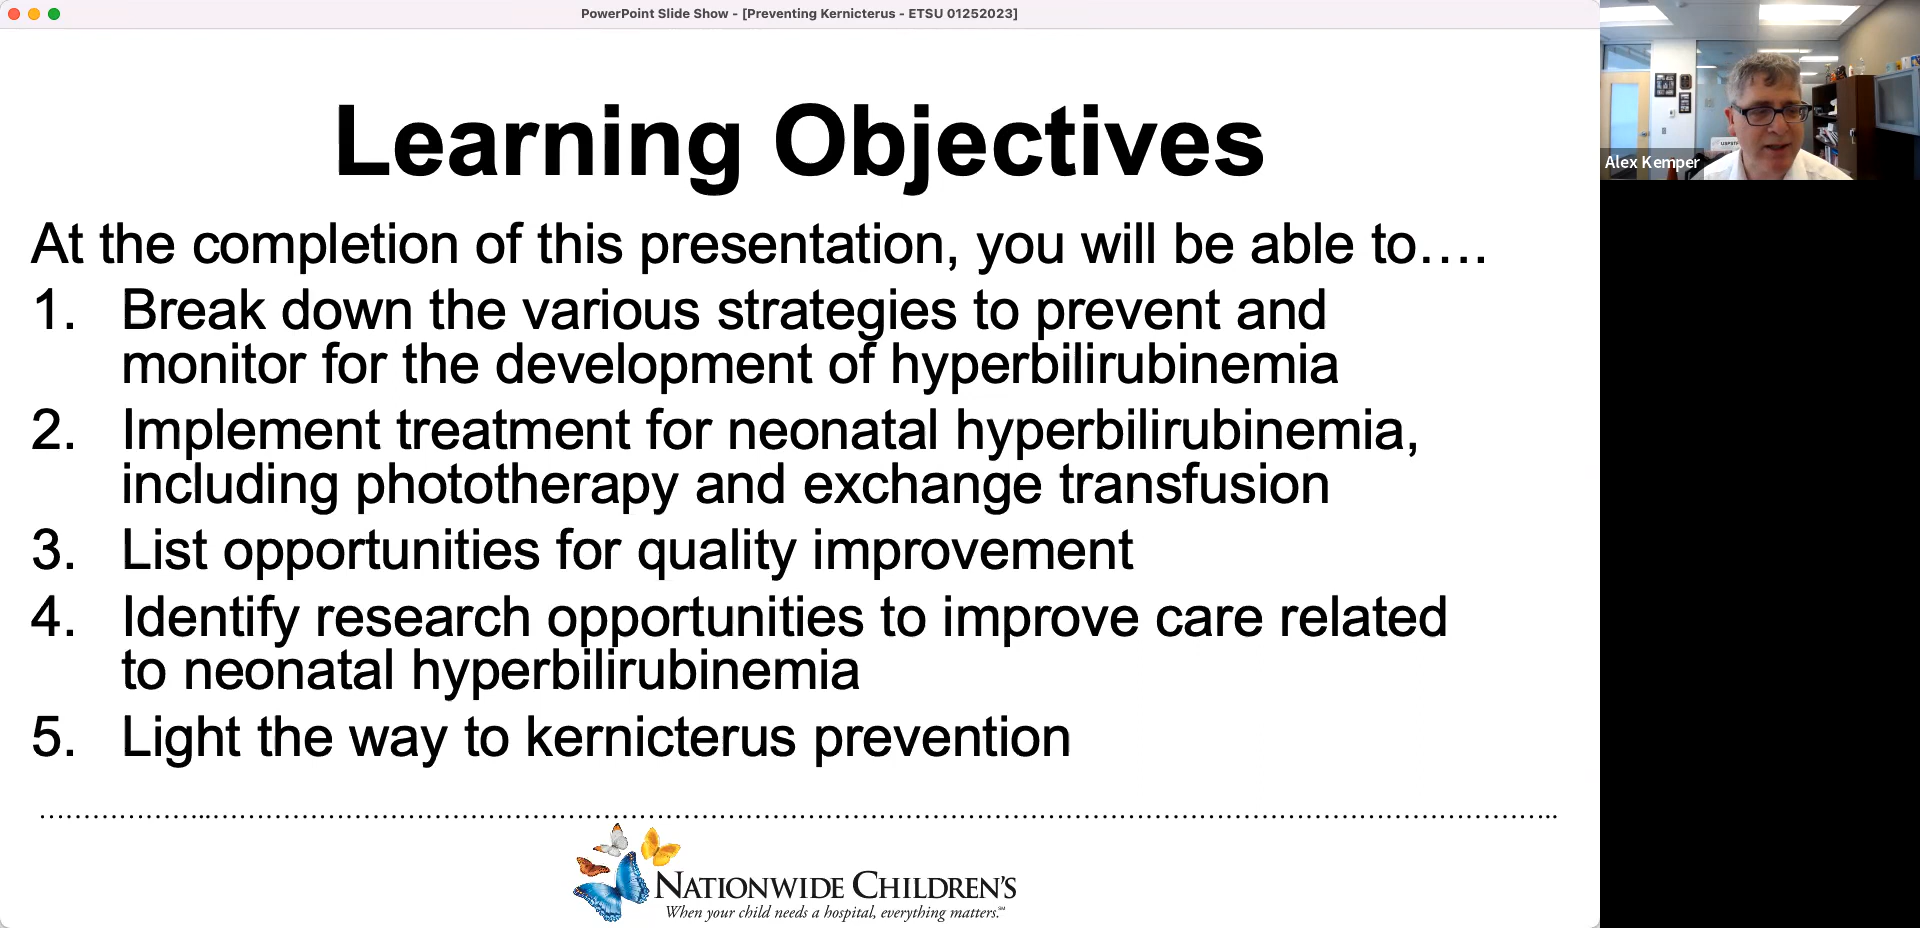 PowerPoint Slide Show - [Preventing Kernicterus - ETSU 01252023]
Learning Objectives
At the completion of this presentation, you will be able to….
1. Break down the various strategies to prevent and
monitor for the development of hyperbilirubinemia
2. Implement treatment for neonatal hyperbilirubinemia,
including phototherapy and exchange transfusion
3. List opportunities for quality improvement
4. Identify research opportunities to improve care related
to neonatal hyperbilirubinemia
5. Light the way to kernicterus prevention
NATIONWIDE CHILDREN'S
When your child needs a hospital, everything matters.℠
Alex Kemper